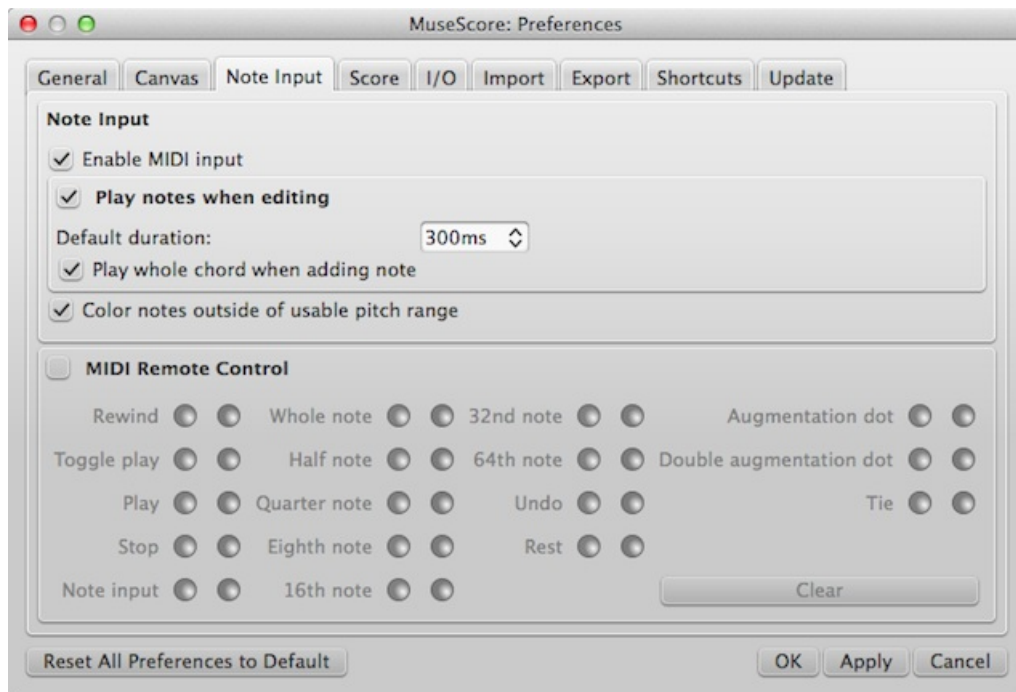 MuseScore: Preferences
General Canvas Note Input Score I/O Import Export Shortcuts Update
Note Input
Enable MIDI input
Play notes when editing
Default duration: 300ms
Play whole chord when adding note
Color notes outside of usable pitch range
MIDI Remote Control
Rewind Whole note 32nd note Augmentation dot
Toggle play Half note 64th note Double augmentation dot
Play Quarter note Undo Tie
Stop Eighth note Rest
Note input 16th note Clear
Reset All Preferences to Default OK Apply Cancel